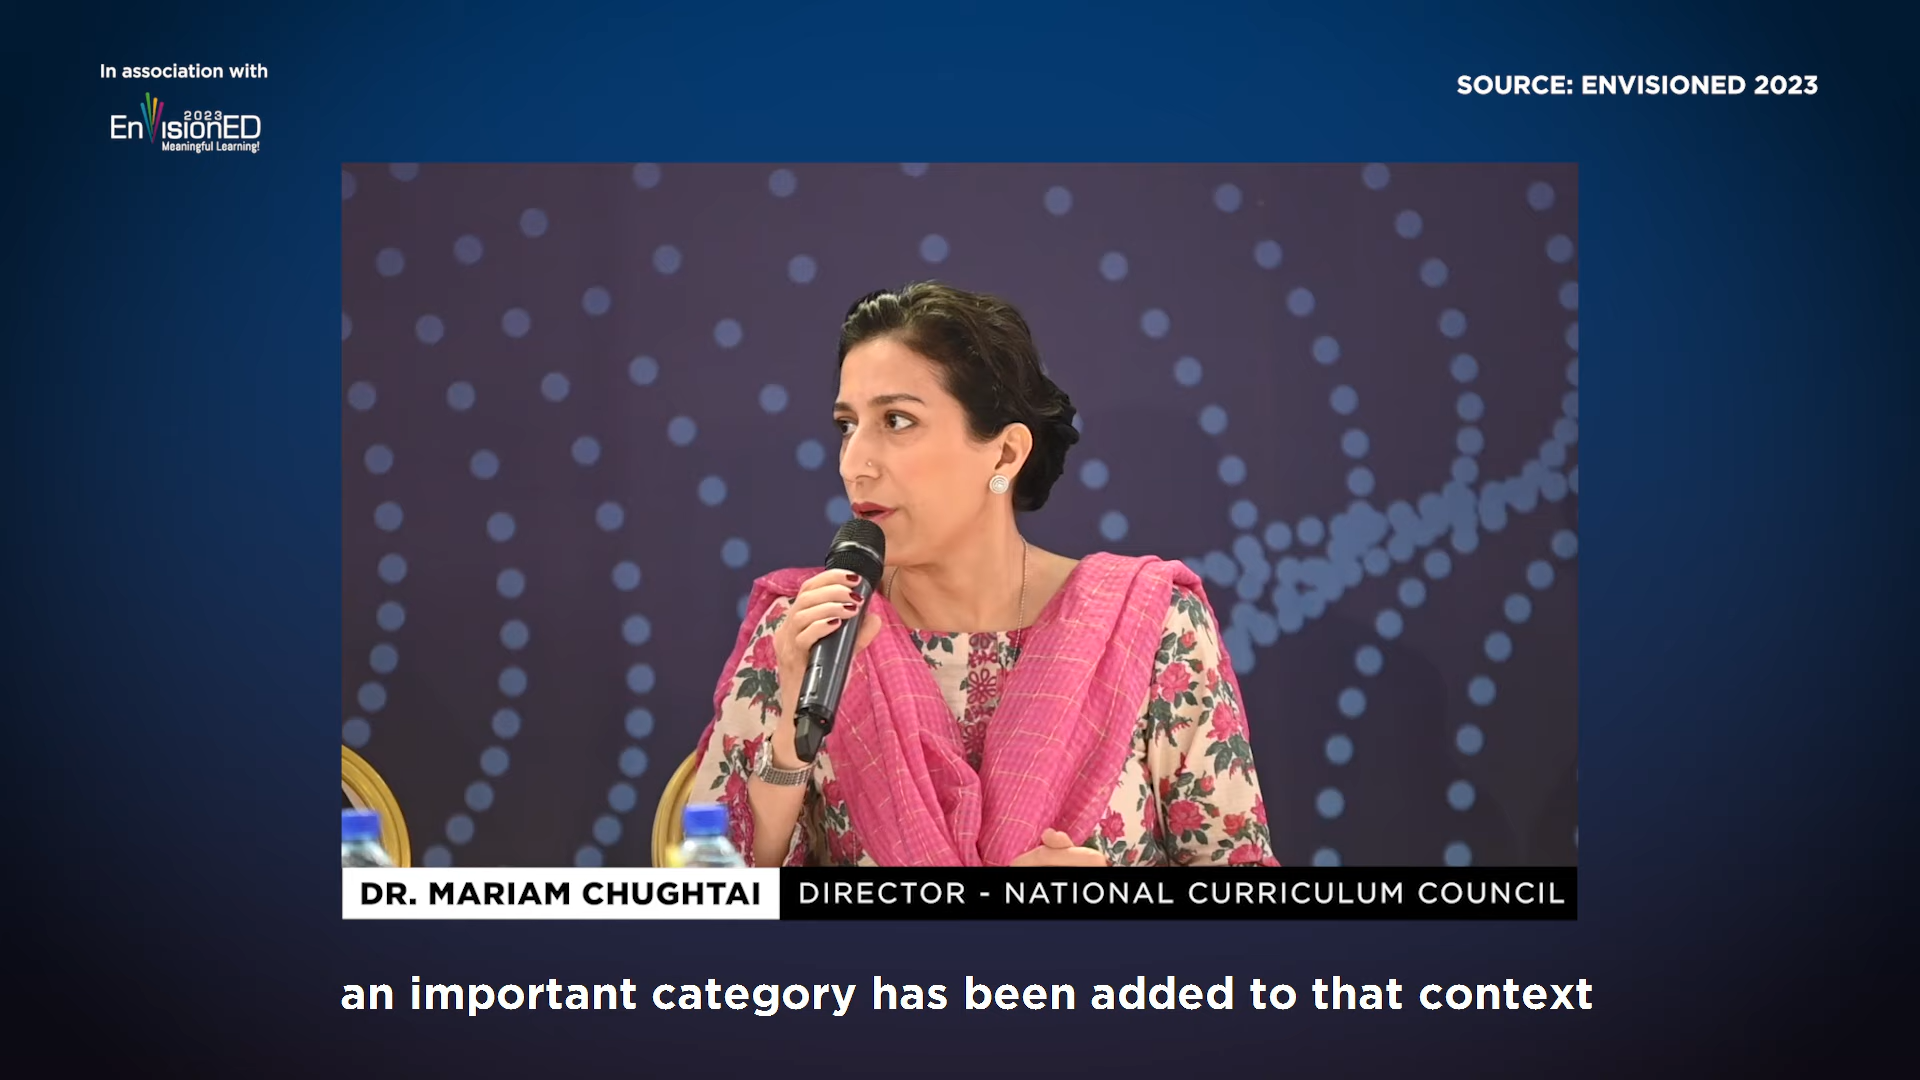 In association with
2023
EnVisionED
Meaningful Learning!
SOURCE: ENVISIONED 2023
DR. MARIAM CHUGHTAI
DIRECTOR - NATIONAL CURRICULUM COUNCIL
an important category has been added to that context